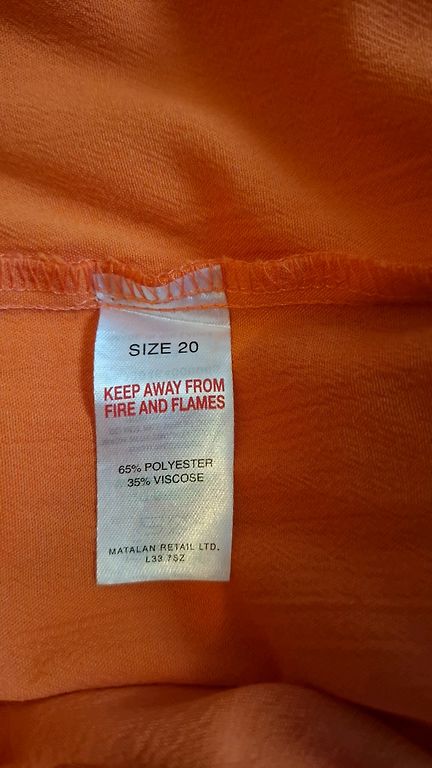 SIZE 20
KEEP AWAY FROM
FIRE AND FLAMES
65% POLYESTER
35% VISCOSE
MATALAN RETAIL LTD.
L33 7SZ